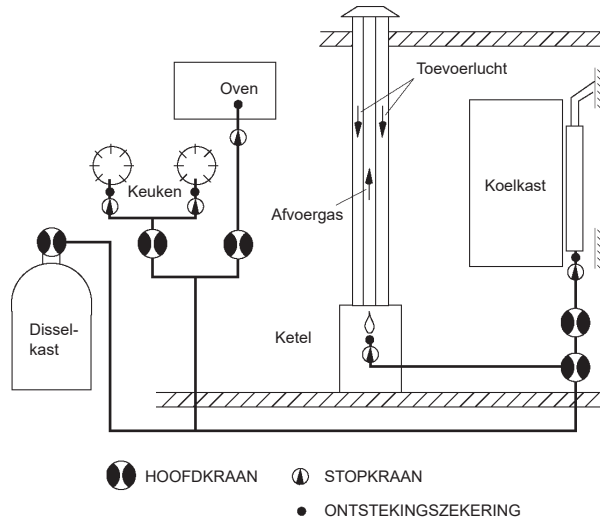 Toevoerlucht
Oven
Keuken
Koelkast
Afvoergas
Dissel-
kast
Ketel
HOOFDKRAAN
STOPKRAAN
ONTSTEKINGSZEKERING